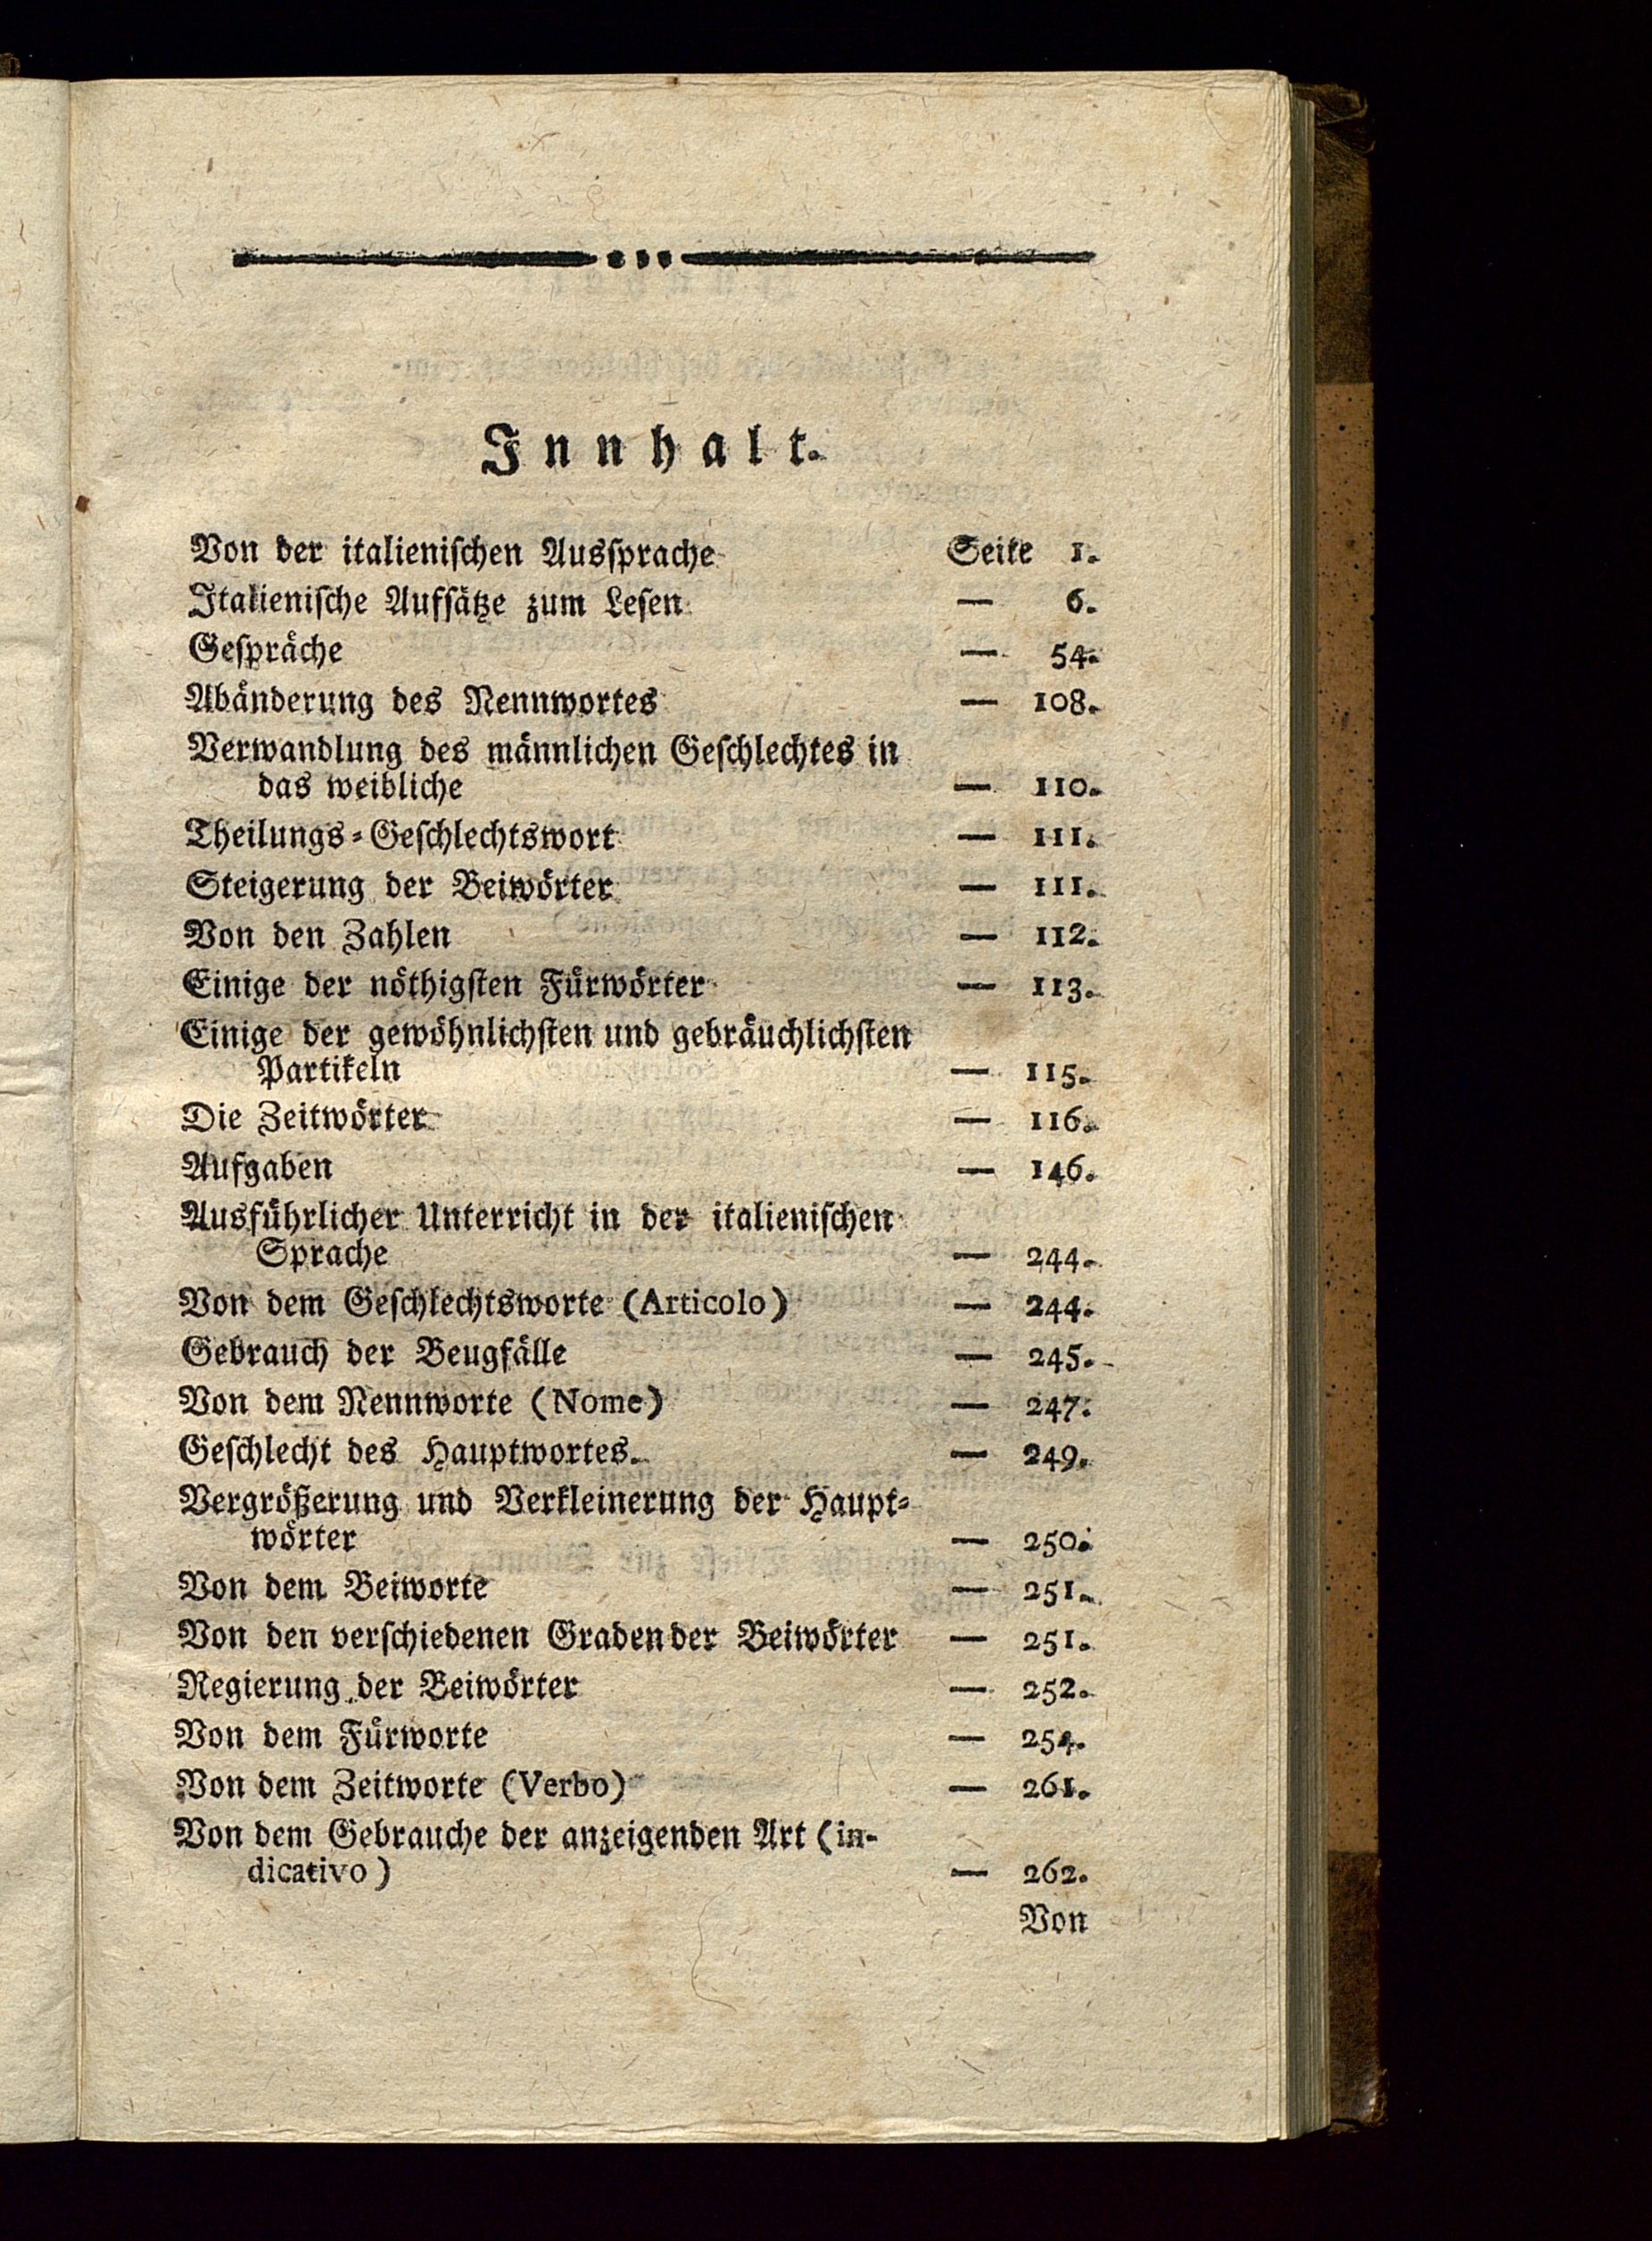 Innhalt.
Von der italienischen Aussprache Seite 1.
Italienische Aufsätze zum Lesen — 6.
Gespräche — 54.
Abänderung des Nennwortes — 108.
Verwandlung des männlichen Geschlechtes in
das weibliche — 110.
Theilungs-Geschlechtswort — 111.
Steigerung der Beiwörter — 111.
Von den Zahlen — 112.
Einige der nöthigsten Fürwörter — 113.
Einige der gewöhnlichsten und gebräuchlichsten
Partikeln — 115.
Die Zeitwörter — 116.
Aufgaben — 146.
Ausführlicher Unterricht in der italienischen
Sprache — 244.
Von dem Geschlechtsworte (Articolo) — 244.
Gebrauch der Beugfälle — 245.
Von dem Nennworte (Nome) — 247.
Geschlecht des Hauptwortes. — 249.
Vergrößerung und Verkleinerung der Haupt-
wörter — 250.
Von dem Beiworte — 251.
Von den verschiedenen Graden der Beiwörter — 251.
Regierung der Beiwörter — 252.
Von dem Fürworte — 254.
Von dem Zeitworte (Verbo) — 261.
Von dem Gebrauche der anzeigenden Art (in-
dicativo) — 262.
Von